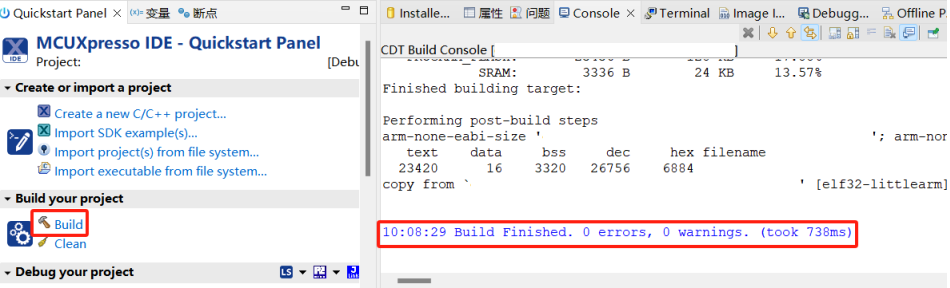 Quickstart Panel
变量
断点
MCUXpresso IDE - Quickstart Panel
IDE
Project: [Debu
Create or import a project
Create a new C/C++ project...
Import SDK example(s)...
Import project(s) from file system...
Import executable from file system...
Build your project
Build
Clean
Debug your project
LS
Installe...
属性
问题
Console
Terminal
Image I...
Debugg...
Offline P
CDT Build Console [ ]
SRAM: 3336 B 24 KB 13.57%
Finished building target:
Performing post-build steps
arm-none-eabi-size ' '; arm-non
text data bss dec hex filename
23420 16 3320 26756 6884
copy from ` ' [elf32-littlearm]
10:08:29 Build Finished. 0 errors, 0 warnings. (took 738ms)